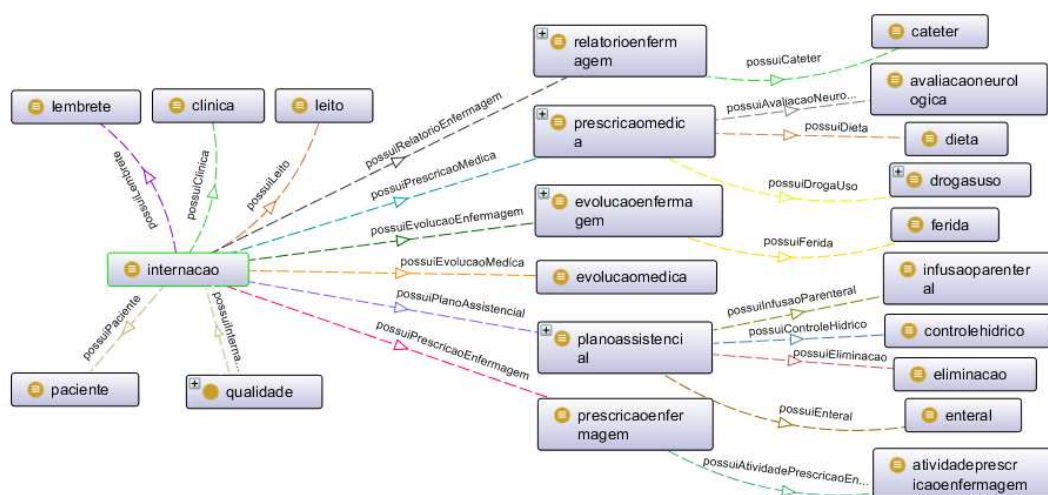 relatorioenferm
agem
cateter
possuiCateter
lembrete
clinica
leito
avaliacaoneurol
ogica
possuiAvaliacaoNeuro...
prescricaomedic
a
possuiDieta
dieta
possuiRelatorioEnfermagem
possuiLembrete
possuiClinica
possuiLeito
possuiPrescricaoMedica
possuiDrogaUso
drogasuso
evolucaoenferma
gem
possuiEvolucaoEnfermagem
possuiFerida
ferida
internacao
possuiEvolucaoMedica
evolucaomedica
infusaoparenter
al
possuiInfusaoParenteral
possuiPlanoAssistencial
possuiPaciente
possuiInterna...
possuiPrescricaoEnfermagem
planoassistenci
al
possuiControleHidrico
controlehidrico
possuiEliminacao
eliminacao
paciente
qualidade
possuiEnteral
enteral
prescricaoenfer
magem
possuiAtividadePrescricaoEn...
atividadeprescr
icaoenfermagem